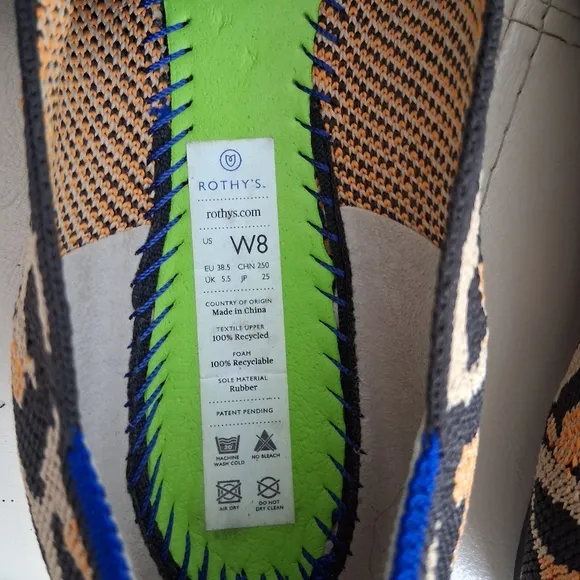 ROTHY'S™
rothys.com
US W8
EU 38.5 CHN 250
UK 5.5 JP 25
COUNTRY OF ORIGIN
Made in China
TEXTILE UPPER
100% Recycled
FOAM
100% Recyclable
SOLE MATERIAL
Rubber
PATENT PENDING
30°
MACHINE WASH COLD
NO BLEACH
AIR DRY
DO NOT DRY CLEAN